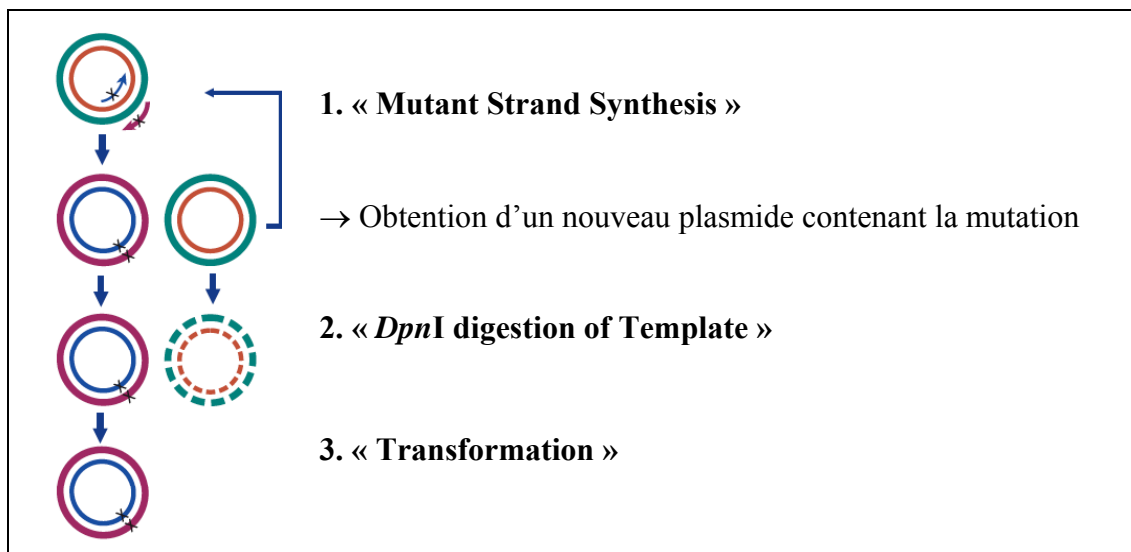 1. « Mutant Strand Synthesis »
→ Obtention d’un nouveau plasmide contenant la mutation
2. « DpnI digestion of Template »
3. « Transformation »